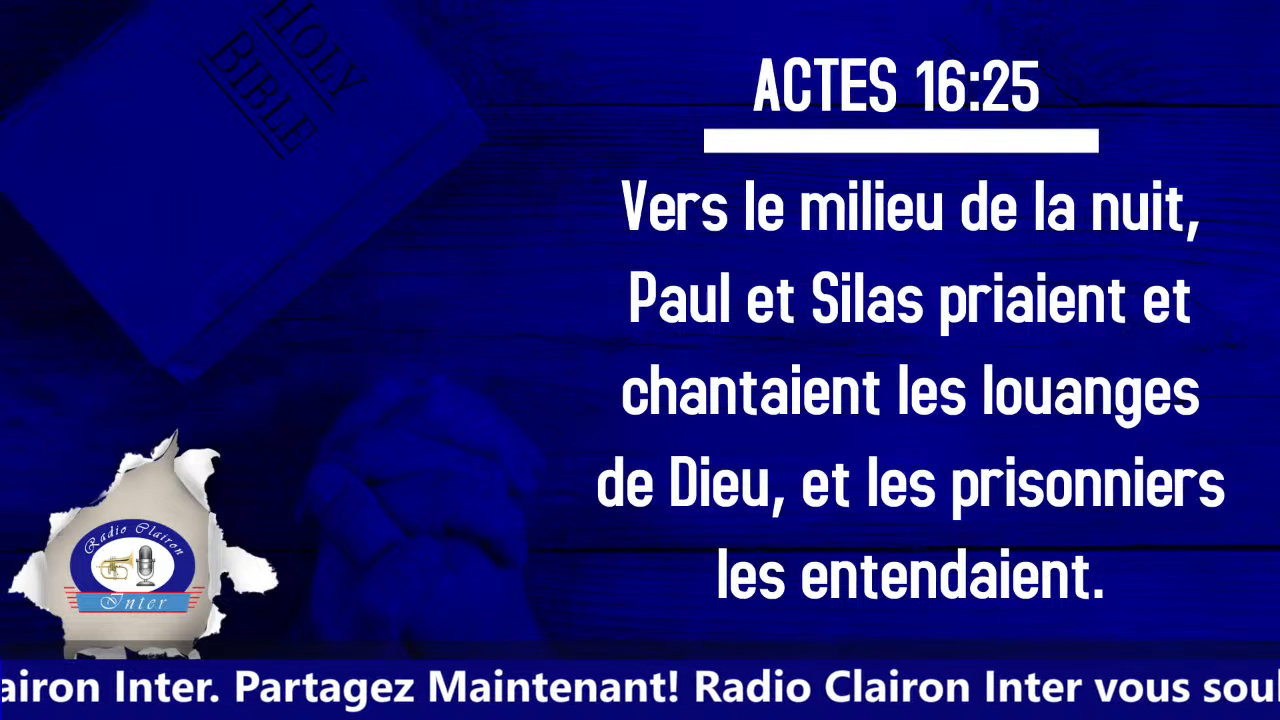 HOLY
BIBLE
ACTES 16:25
Vers le milieu de la nuit,
Paul et Silas priaient et
chantaient les louanges
de Dieu, et les prisonniers
les entendaient.
Radio Clairon
Inter
airon Inter. Partagez Maintenant! Radio Clairon Inter vous soul